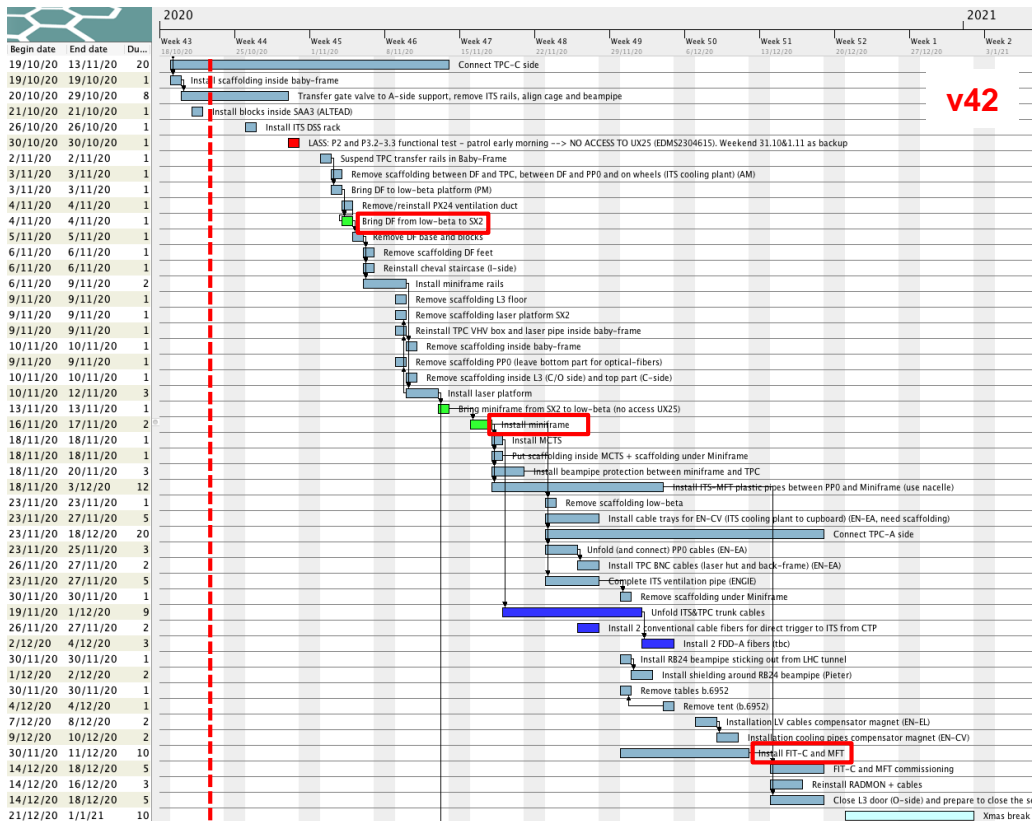 2020
2021
Week 43 Week 44 Week 45 Week 46 Week 47 Week 48 Week 49 Week 50 Week 51 Week 52 Week 1 Week 2
Begin date End date Du... 18/10/20 25/10/20 1/11/20 8/11/20 15/11/20 22/11/20 29/11/20 6/12/20 13/12/20 20/12/20 27/12/20 3/1/21
v42
19/10/20 13/11/20 20 Connect TPC-C side
19/10/20 19/10/20 1 Install scaffolding inside baby-frame
20/10/20 29/10/20 8 Transfer gate valve to A-side support, remove ITS rails, align cage and beampipe
21/10/20 21/10/20 1 Install blocks inside SAA3 (ALTEAD)
26/10/20 26/10/20 1 Install ITS DSS rack
30/10/20 30/10/20 1 LASS: P2 and P3.2-3.3 functional test - patrol early morning --> NO ACCESS TO UX25 (EDMS2304615). Weekend 31.10&1.11 as backup
2/11/20 2/11/20 1 Suspend TPC transfer rails in Baby-Frame
3/11/20 3/11/20 1 Remove scaffolding between DF and TPC, between DF and PP0 and on wheels (ITS cooling plant) (AM)
3/11/20 3/11/20 1 Bring DF to low-beta platform (PM)
4/11/20 4/11/20 1 Remove/reinstall PX24 ventilation duct
4/11/20 4/11/20 1 Bring DF from low-beta to SX2
5/11/20 5/11/20 1 Remove DF base and blocks
6/11/20 6/11/20 1 Remove scaffolding DF feet
6/11/20 6/11/20 1 Reinstall cheval staircase (I-side)
6/11/20 9/11/20 2 Install miniframe rails
9/11/20 9/11/20 1 Remove scaffolding L3 floor
9/11/20 9/11/20 1 Remove scaffolding laser platform SX2
9/11/20 9/11/20 1 Reinstall TPC VHV box and laser pipe inside baby-frame
10/11/20 10/11/20 1 Remove scaffolding inside baby-frame
9/11/20 9/11/20 1 Remove scaffolding PP0 (leave bottom part for optical-fibers)
10/11/20 10/11/20 1 Remove scaffolding inside L3 (C/O side) and top part (C-side)
10/11/20 12/11/20 3 Install laser platform
13/11/20 13/11/20 1 Bring miniframe from SX2 to low-beta (no access UX25)
16/11/20 17/11/20 2 Install miniframe
18/11/20 18/11/20 1 Install MCTS
18/11/20 18/11/20 1 Put scaffolding inside MCTS + scaffolding under Miniframe
18/11/20 20/11/20 3 Install beampipe protection between miniframe and TPC
18/11/20 3/12/20 12 Install ITS-MFT plastic pipes between PP0 and Miniframe (use nacelle)
23/11/20 23/11/20 1 Remove scaffolding low-beta
23/11/20 27/11/20 5 Install cable trays for EN-CV (ITS cooling plant to cupboard) (EN-EA, need scaffolding)
23/11/20 18/12/20 20 Connect TPC-A side
23/11/20 25/11/20 3 Unfold (and connect) PP0 cables (EN-EA)
26/11/20 27/11/20 2 Install TPC BNC cables (laser hut and back-frame) (EN-EA)
23/11/20 27/11/20 5 Complete ITS ventilation pipe (ENGIE)
30/11/20 30/11/20 1 Remove scaffolding under Miniframe
19/11/20 1/12/20 9 Unfold ITS&TPC trunk cables
26/11/20 27/11/20 2 Install 2 conventional cable fibers for direct trigger to ITS from CTP
2/12/20 4/12/20 3 Install 2 FDD-A fibers (tbc)
30/11/20 30/11/20 1 Install RB24 beampipe sticking out from LHC tunnel
1/12/20 2/12/20 2 Install shielding around RB24 beampipe (Pieter)
30/11/20 30/11/20 1 Remove tables b.6952
4/12/20 4/12/20 1 Remove tent (b.6952)
7/12/20 8/12/20 2 Installation LV cables compensator magnet (EN-EL)
9/12/20 10/12/20 2 Installation cooling pipes compensator magnet (EN-CV)
30/11/20 11/12/20 10 Install FIT-C and MFT
14/12/20 18/12/20 5 FIT-C and MFT commissioning
14/12/20 16/12/20 3 Reinstall RADMON + cables
14/12/20 18/12/20 5 Close L3 door (O-side) and prepare to close the se
21/12/20 1/1/21 10 Xmas break